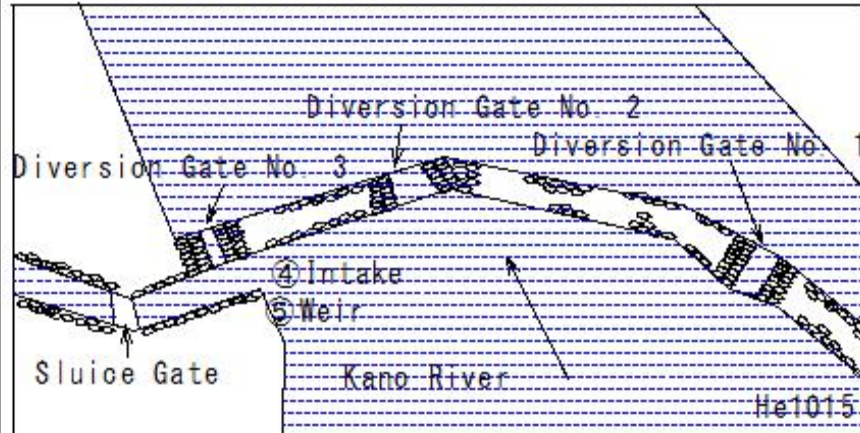 Diversion Gate No. 2
Diversion Gate No. 1
Diversion Gate No. 3
④Intake
⑤Weir
Sluice Gate
Kano River
He1015